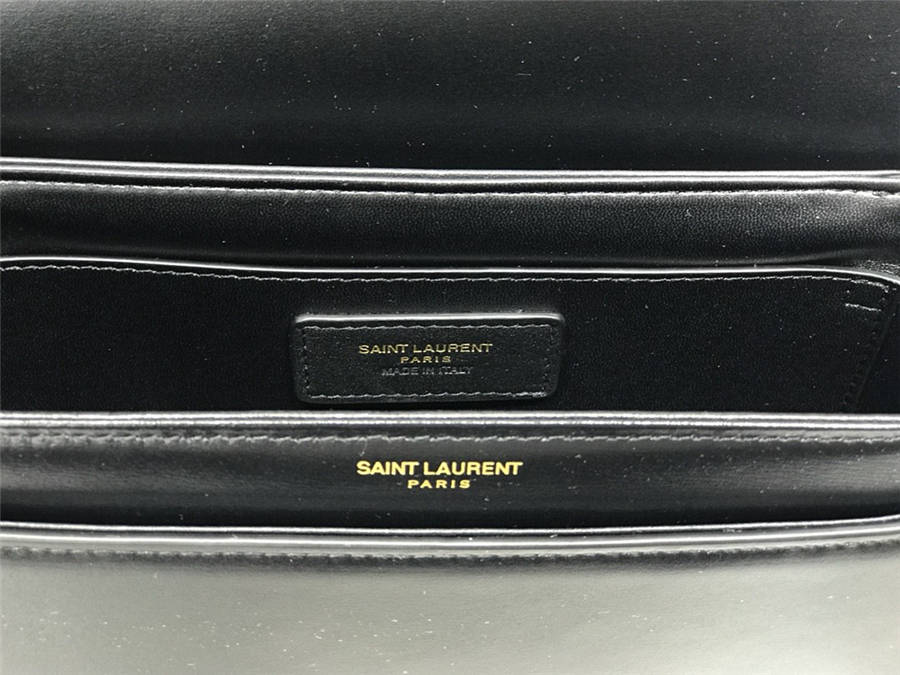 SAINT LAURENT
PARIS
MADE IN ITALY
SAINT LAURENT
PARIS